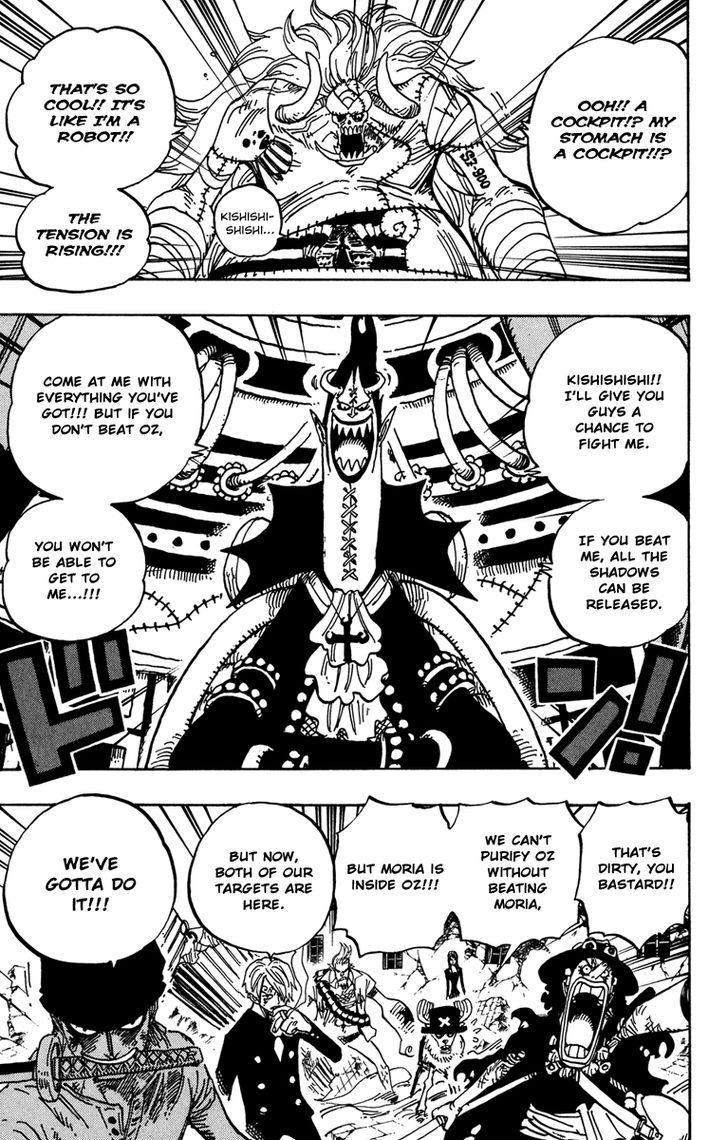 OOH!! A
COCKPIT!? MY
STOMACH IS
A COCKPIT!!?
THAT'S SO
COOL!! IT'S
LIKE I'M A
ROBOT!!
THE
TENSION IS
RISING!!!
KISHISHI-
SHISHI...
KISHISHISHI!!
I'LL GIVE YOU
GUYS A
CHANCE TO
FIGHT ME.
IF YOU BEAT
ME, ALL THE
SHADOWS
CAN BE
RELEASED.
COME AT ME WITH
EVERYTHING YOU'VE
GOT!!! BUT IF YOU
DON'T BEAT OZ,
YOU WON'T
BE ABLE TO
GET TO
ME...!!!
ドン!!
THAT'S
DIRTY, YOU
BASTARD!!
WE CAN'T
PURIFY OZ
WITHOUT
BEATING
MORIA,
BUT MORIA IS
INSIDE OZ!!!
BUT NOW,
BOTH OF OUR
TARGETS ARE
HERE.
WE'VE
GOTTA DO
IT!!!